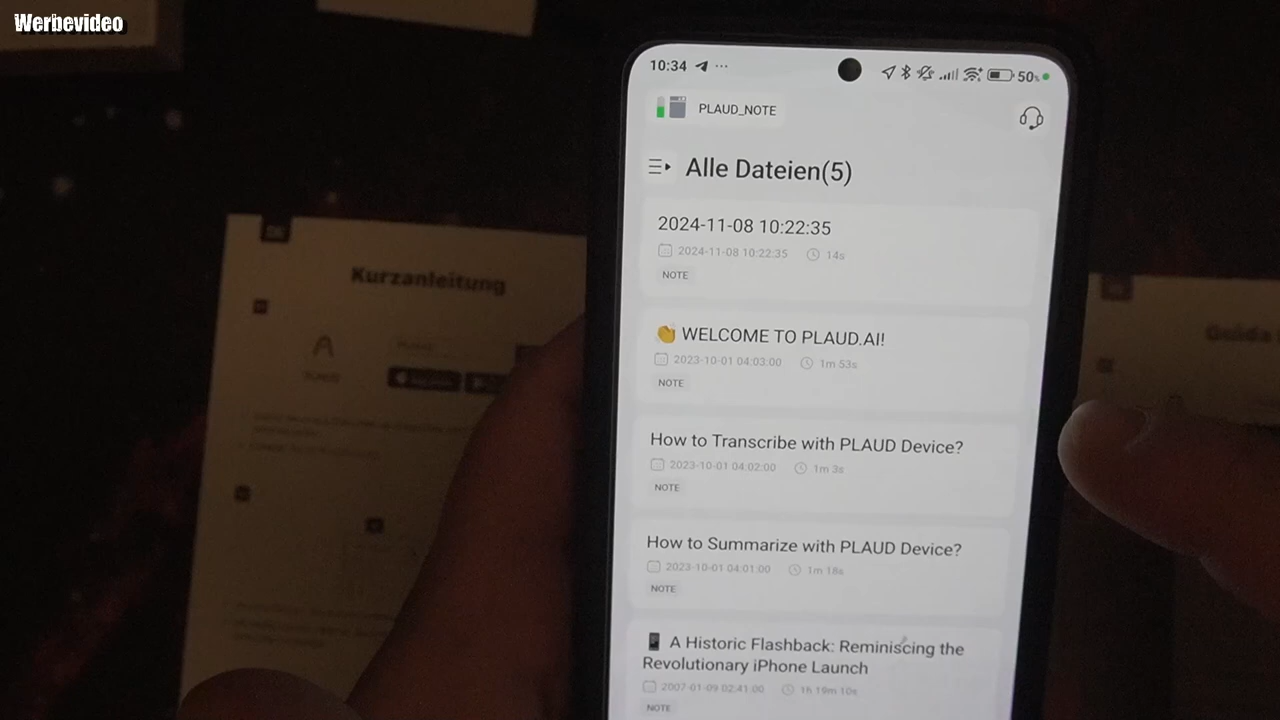 Werbevideo
10:34 ... 50%
PLAUD_NOTE
Alle Dateien(5)
2024-11-08 10:22:35
2024-11-08 10:22:35 14s
NOTE
👏 WELCOME TO PLAUD.AI!
2023-10-01 04:03:00 1m 53s
NOTE
How to Transcribe with PLAUD Device?
2023-10-01 04:02:00 1m 3s
NOTE
How to Summarize with PLAUD Device?
2023-10-01 04:01:00 1m 18s
NOTE
📱 A Historic Flashback: Reminiscing the
Revolutionary iPhone Launch
2007-01-09 02:41:00 1h 19m 10s
NOTE
Kurzanleitung
PLAUD